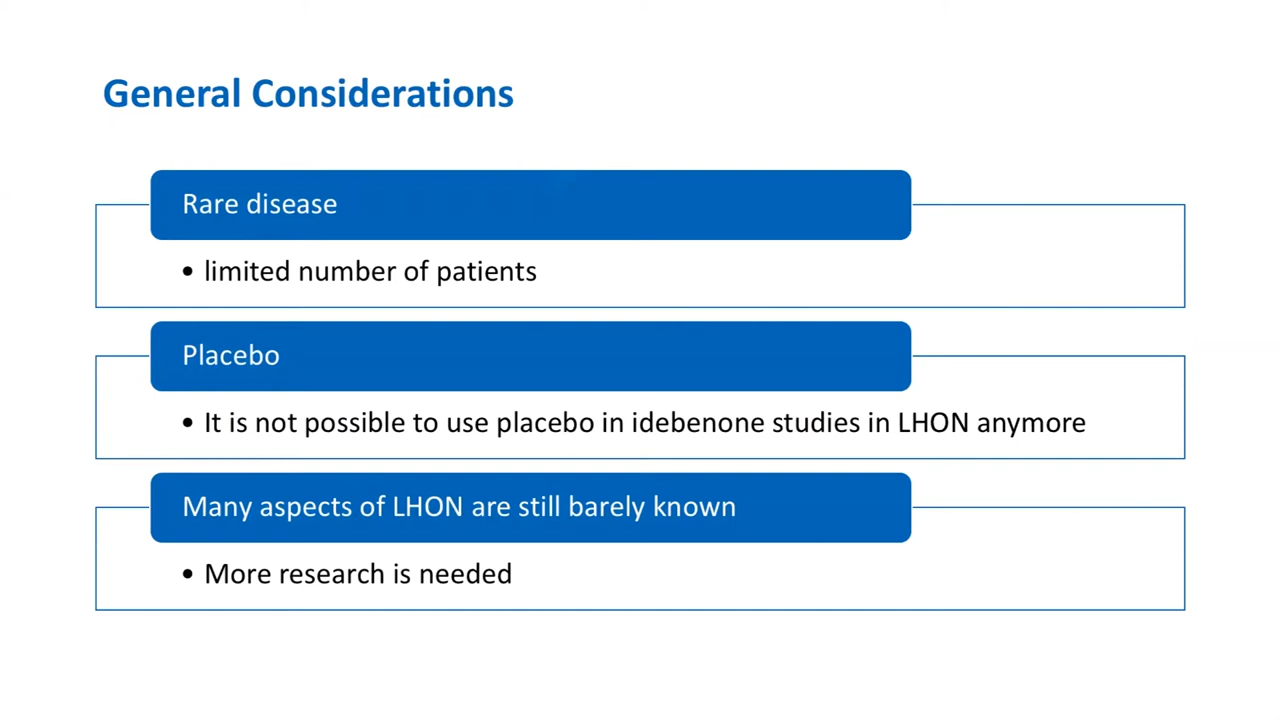 General Considerations
Rare disease
• limited number of patients
Placebo
• It is not possible to use placebo in idebenone studies in LHON anymore
Many aspects of LHON are still barely known
• More research is needed